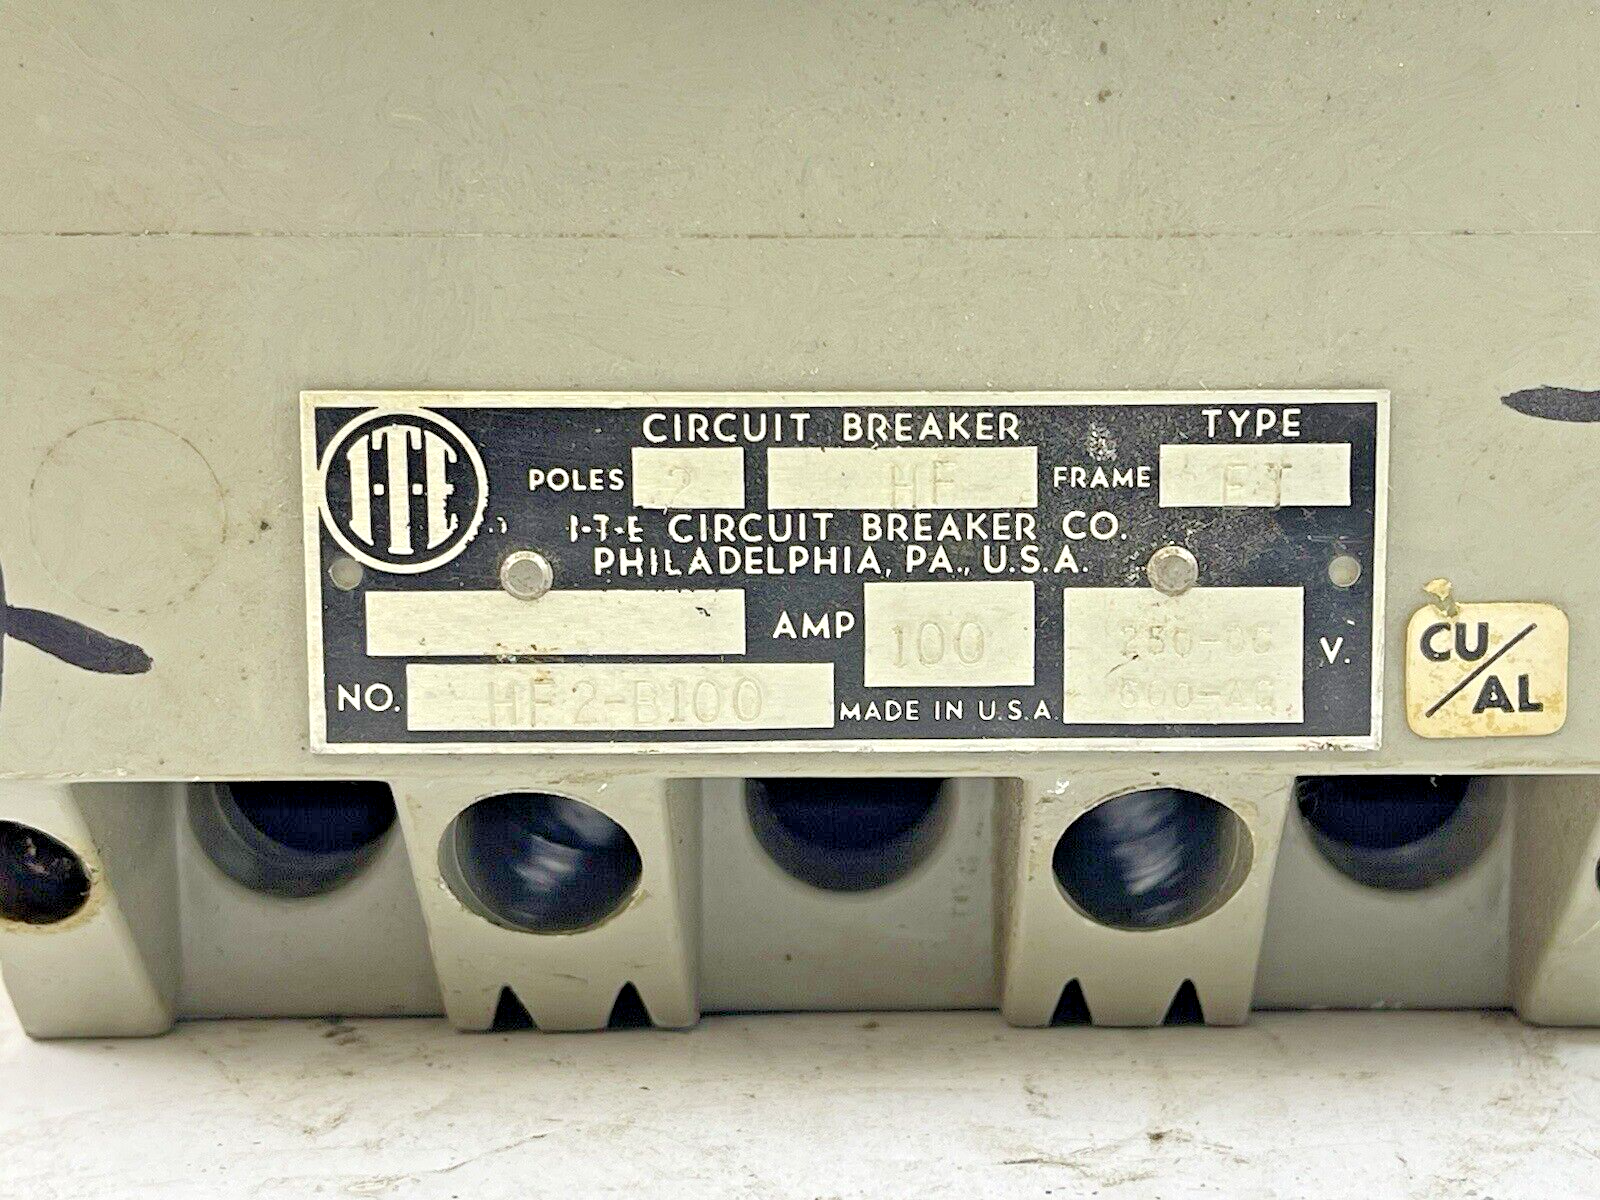 I-T-E CIRCUIT BREAKER TYPE
POLES 2 HF FRAME ET
I-T-E CIRCUIT BREAKER CO.
PHILADELPHIA, PA., U.S.A.
AMP 100 250-DC V.
NO. HF2-B100 MADE IN U.S.A. 600-AC
CU/AL